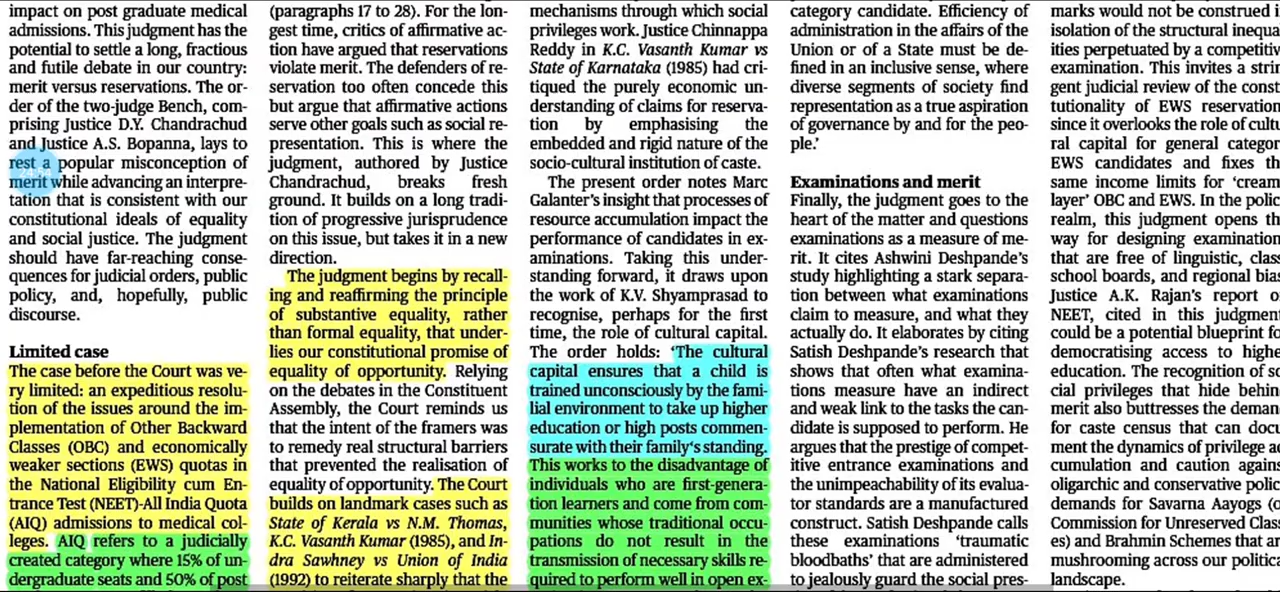 impact on post graduate medical
admissions. This judgment has the
potential to settle a long, fractious
and futile debate in our country:
merit versus reservations. The or-
der of the two-judge Bench, com-
prising Justice D.Y. Chandrachud
and Justice A.S. Bopanna, lays to
rest a popular misconception of
merit while advancing an interpre-
tation that is consistent with our
constitutional ideals of equality
and social justice. The judgment
should have far-reaching conse-
quences for judicial orders, public
policy, and, hopefully, public
discourse.
Limited case
The case before the Court was ve-
ry limited: an expeditious resolu-
tion of the issues around the im-
plementation of Other Backward
Classes (OBC) and economically
weaker sections (EWS) quotas in
the National Eligibility cum En-
trance Test (NEET)-All India Quota
(AIQ) admissions to medical col-
leges. AIQ refers to a judicially
created category where 15% of un-
dergraduate seats and 50% of post
(paragraphs 17 to 28). For the lon-
gest time, critics of affirmative ac-
tion have argued that reservations
violate merit. The defenders of re-
servation too often concede this
but argue that affirmative actions
serve other goals such as social re-
presentation. This is where the
judgment, authored by Justice
Chandrachud, breaks fresh
ground. It builds on a long tradi-
tion of progressive jurisprudence
on this issue, but takes it in a new
direction.
The judgment begins by recall-
ing and reaffirming the principle
of substantive equality, rather
than formal equality, that under-
lies our constitutional promise of
equality of opportunity. Relying
on the debates in the Constituent
Assembly, the Court reminds us
that the intent of the framers was
to remedy real structural barriers
that prevented the realisation of
equality of opportunity. The Court
builds on landmark cases such as
State of Kerala vs N.M. Thomas,
K.C. Vasanth Kumar (1985), and In-
dra Sawhney vs Union of India
(1992) to reiterate sharply that the
mechanisms through which social
privileges work. Justice Chinnappa
Reddy in K.C. Vasanth Kumar vs
State of Karnataka (1985) had cri-
tiqued the purely economic un-
derstanding of claims for reserva-
tion by emphasising the
embedded and rigid nature of the
socio-cultural institution of caste.
The present order notes Marc
Galanter's insight that processes of
resource accumulation impact the
performance of candidates in ex-
aminations. Taking this under-
standing forward, it draws upon
the work of K.V. Shyamprasad to
recognise, perhaps for the first
time, the role of cultural capital.
The order holds: 'The cultural
capital ensures that a child is
trained unconsciously by the fami-
lial environment to take up higher
education or high posts commen-
surate with their family's standing.
This works to the disadvantage of
individuals who are first-genera-
tion learners and come from com-
munities whose traditional occu-
pations do not result in the
transmission of necessary skills re-
quired to perform well in open ex-
category candidate. Efficiency of
administration in the affairs of the
Union or of a State must be de-
fined in an inclusive sense, where
diverse segments of society find
representation as a true aspiration
of governance by and for the peo-
ple.'
Examinations and merit
Finally, the judgment goes to the
heart of the matter and questions
examinations as a measure of me-
rit. It cites Ashwini Deshpande's
study highlighting a stark separa-
tion between what examinations
claim to measure, and what they
actually do. It elaborates by citing
Satish Deshpande's research that
shows that often what examina-
tions measure have an indirect
and weak link to the tasks the can-
didate is supposed to perform. He
argues that the prestige of compet-
itive entrance examinations and
the unimpeachability of its evalua-
tor standards are a manufactured
construct. Satish Deshpande calls
these examinations 'traumatic
bloodbaths' that are administered
to jealously guard the social pres-
marks would not be construed i
isolation of the structural inequa
ities perpetuated by a competitiv
examination. This invites a strin
gent judicial review of the const
tutionality of EWS reservation
since it overlooks the role of cultu
ral capital for general categor
EWS candidates and fixes th
same income limits for 'cream
layer' OBC and EWS. In the polic
realm, this judgment opens th
way for designing examination
that are free of linguistic, class
school boards, and regional bias
Justice A.K. Rajan's report o
NEET, cited in this judgment
could be a potential blueprint fo
democratising access to highe
education. The recognition of so
cial privileges that hide behin
merit also buttresses the deman
for caste census that can docu
ment the dynamics of privilege ac
cumulation and caution agains
oligarchic and conservative polic
demands for Savarna Aayogs (o
Commission for Unreserved Class
es) and Brahmin Schemes that ar
mushrooming across our politica
landscape.
24:54